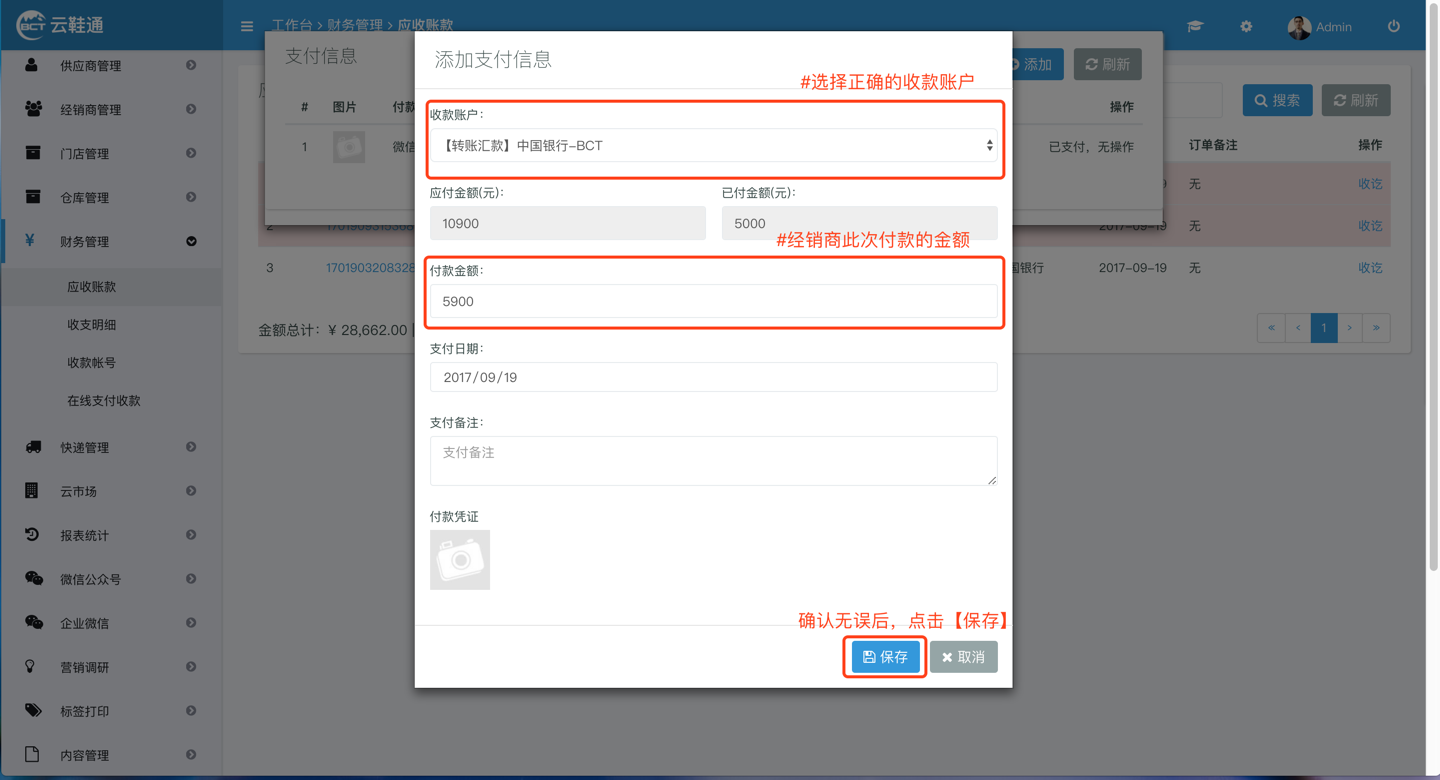 BCT 云鞋通
工作台 > 财务管理 > 应收账款
Admin
供应商管理
经销商管理
门店管理
仓库管理
¥ 财务管理
应收账款
收支明细
收款帐号
在线支付收款
快递管理
云市场
报表统计
微信公众号
企业微信
营销调研
标签打印
内容管理
支付信息
添加
刷新
# 图片 付款 操作
1 微信 已支付，无操作
搜索
刷新
订单备注 操作
无 收讫
2 2017-09-19 无 收讫
3 1701903208328 国银行 2017-09-19 无 收讫
金额总计：¥ 28,662.00
« ‹ 1 › »
添加支付信息
#选择正确的收款账户
收款账户：
【转账汇款】中国银行-BCT
应付金额(元)： 已付金额(元)：
10900 5000
#经销商此次付款的金额
付款金额：
5900
支付日期：
2017/09/19
支付备注：
支付备注
付款凭证
确认无误后，点击【保存】
保存 取消